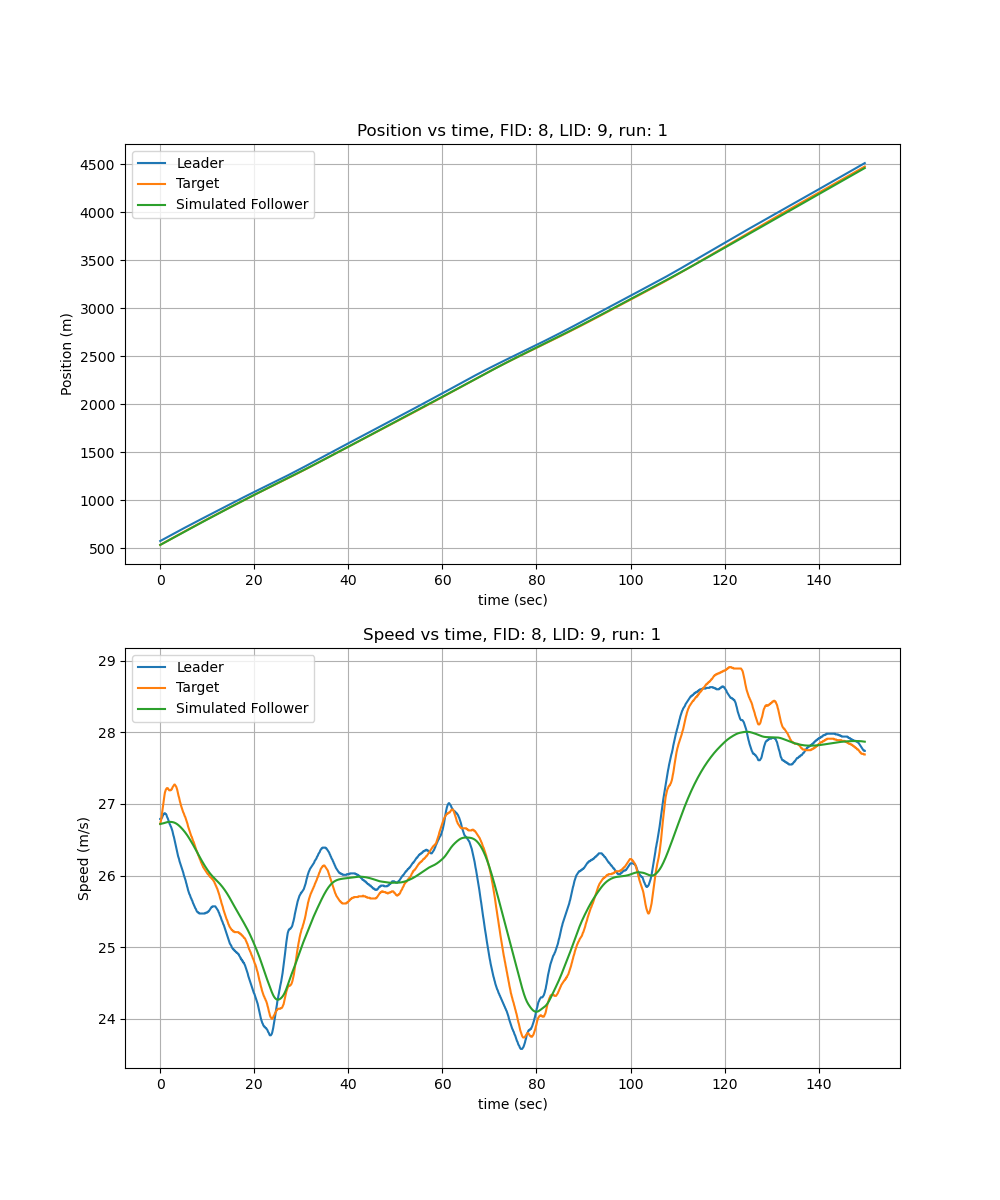 Position vs time, FID: 8, LID: 9, run: 1
Leader
Target
Simulated Follower
4500
4000
3500
3000
2500
2000
1500
1000
500
Position (m)
0 20 40 60 80 100 120 140
time (sec)
Speed vs time, FID: 8, LID: 9, run: 1
Leader
Target
Simulated Follower
29
28
27
26
25
24
Speed (m/s)
0 20 40 60 80 100 120 140
time (sec)